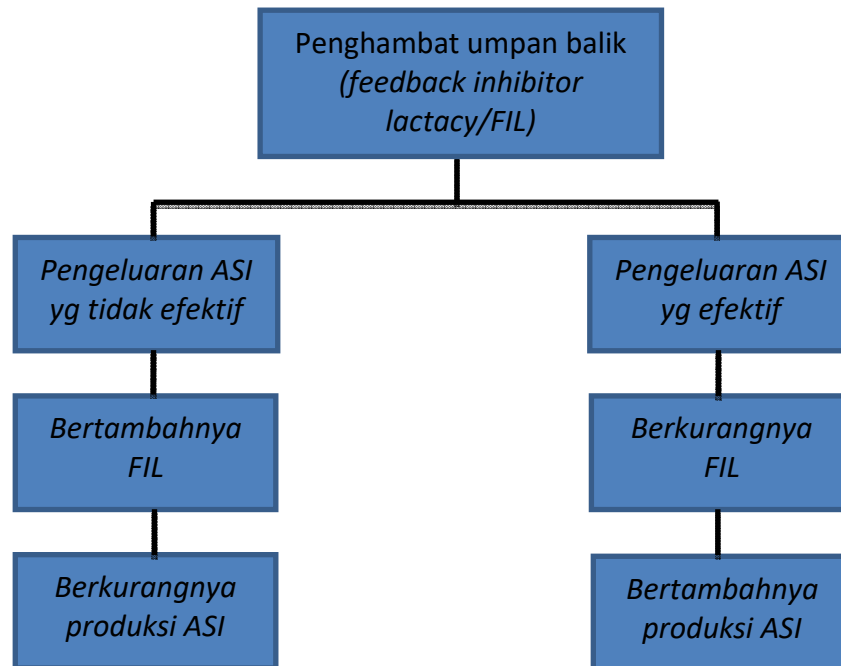 Penghambat umpan balik
(feedback inhibitor
lactacy/FIL)
Pengeluaran ASI
yg tidak efektif
Bertambahnya
FIL
Berkurangnya
produksi ASI
Pengeluaran ASI
yg efektif
Berkurangnya
FIL
Bertambahnya
produksi ASI